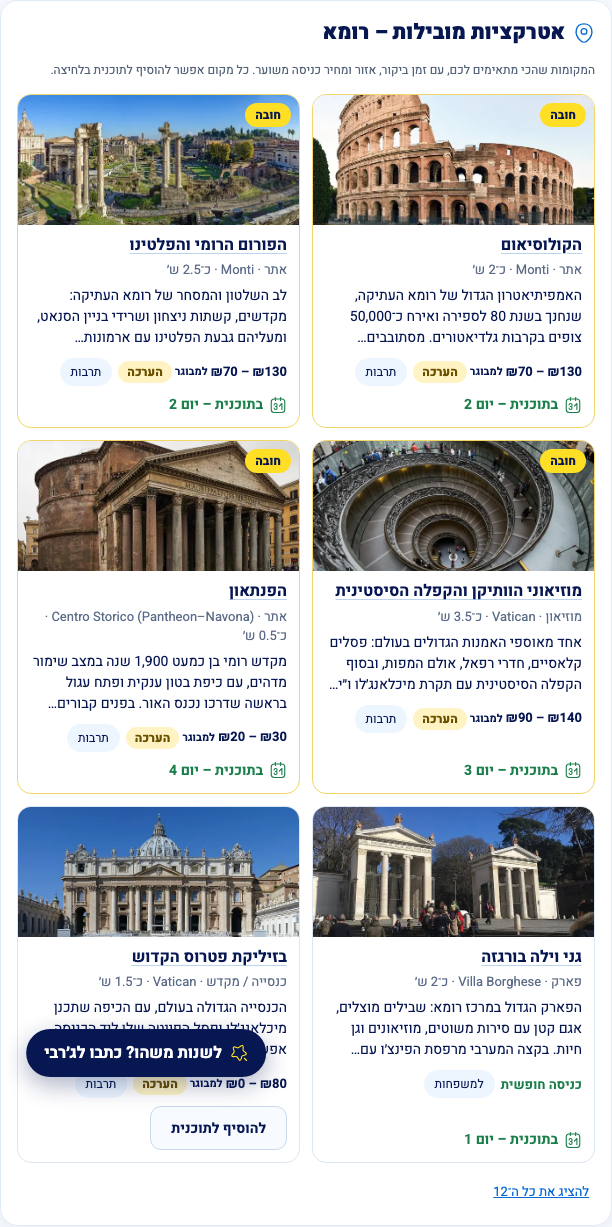 אטרקציות מובילות – רומא
המקומות שהכי מתאימים לכם, עם זמן ביקור, אזור ומחיר כניסה משוער. כל מקום אפשר להוסיף לתוכנית בלחיצה.
חובה
הקולוסיאום
אתר · Monti · כ־2 ש'
האמפיתיאטרון הגדול של רומא העתיקה,
שנחנך בשנת 80 לספירה ואירח כ־50,000
צופים בקרבות גלדיאטורים. מסתובבים...
₪70 – ₪130 למבוגר הערכה תרבות
בתוכנית – יום 2
חובה
הפורום הרומי והפלטינו
אתר · Monti · כ־2.5 ש'
לב השלטון והמסחר של רומא העתיקה:
מקדשים, קשתות ניצחון ושרידי בניין הסנאט,
ומעליהם גבעת הפלטינו עם ארמונות...
₪70 – ₪130 למבוגר הערכה תרבות
בתוכנית – יום 2
חובה
מוזיאוני הוותיקן והקפלה הסיסטינית
מוזיאון · Vatican · כ־3.5 ש'
אחד מאוספי האמנות הגדולים בעולם: פסלים
קלאסיים, חדרי רפאל, אולם המפות, ובסוף
הקפלה הסיסטינית עם תקרת מיכלאנג'לו ו"י...
₪90 – ₪140 למבוגר הערכה תרבות
בתוכנית – יום 3
חובה
הפנתאון
אתר · Centro Storico (Pantheon–Navona) ·
כ־0.5 ש'
מקדש רומי בן כמעט 1,900 שנה במצב שימור
מדהים, עם כיפת בטון ענקית ופתח עגול
בראשה שדרכו נכנס האור. בפנים קבורים...
₪20 – ₪30 למבוגר הערכה תרבות
בתוכנית – יום 4
גני וילה בורגזה
פארק · Villa Borghese · כ־2 ש'
הפארק הגדול במרכז רומא: שבילים מוצלים,
אגם קטן עם סירות משוטים, מוזיאונים וגן
חיות. בקצה המערבי מרפסת הפינצ'ו עם...
כניסה חופשית למשפחות
בתוכנית – יום 1
בזיליקת פטרוס הקדוש
כנסייה / מקדש · Vatican · כ־1.5 ש'
הכנסייה הגדולה בעולם, עם הכיפה שתכנן
לשנות משהו? כתבו לג'רבי
₪0 – ₪80 למבוגר הערכה תרבות
להוסיף לתוכנית
להציג את כל ה־12